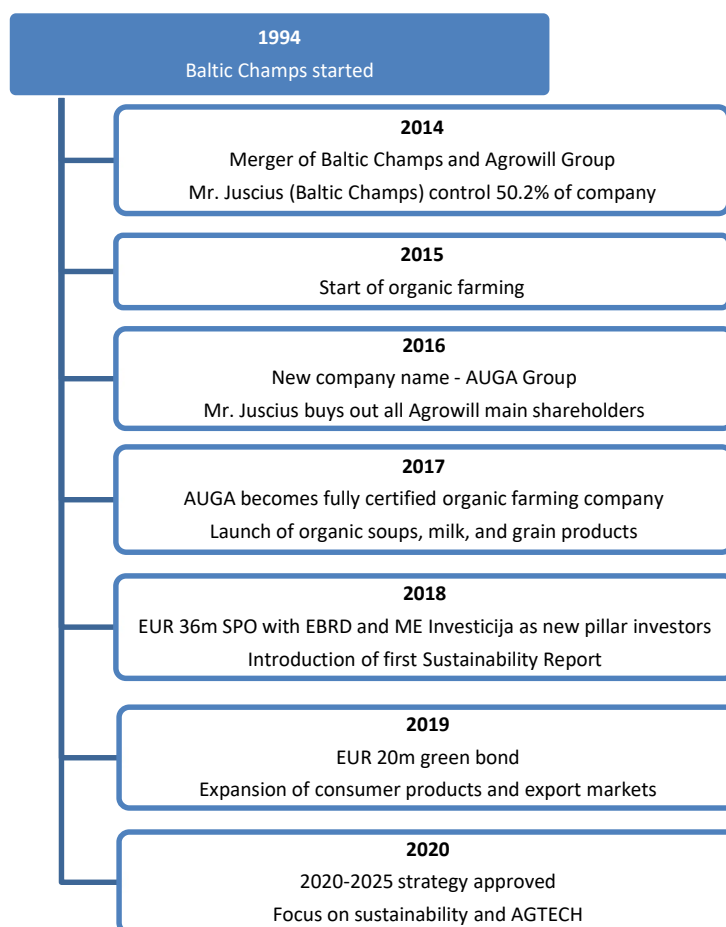 1994
Baltic Champs started
2014
Merger of Baltic Champs and Agrowill Group
Mr. Juscius (Baltic Champs) control 50.2% of company
2015
Start of organic farming
2016
New company name - AUGA Group
Mr. Juscius buys out all Agrowill main shareholders
2017
AUGA becomes fully certified organic farming company
Launch of organic soups, milk, and grain products
2018
EUR 36m SPO with EBRD and ME Investicija as new pillar investors
Introduction of first Sustainability Report
2019
EUR 20m green bond
Expansion of consumer products and export markets
2020
2020-2025 strategy approved
Focus on sustainability and AGTECH